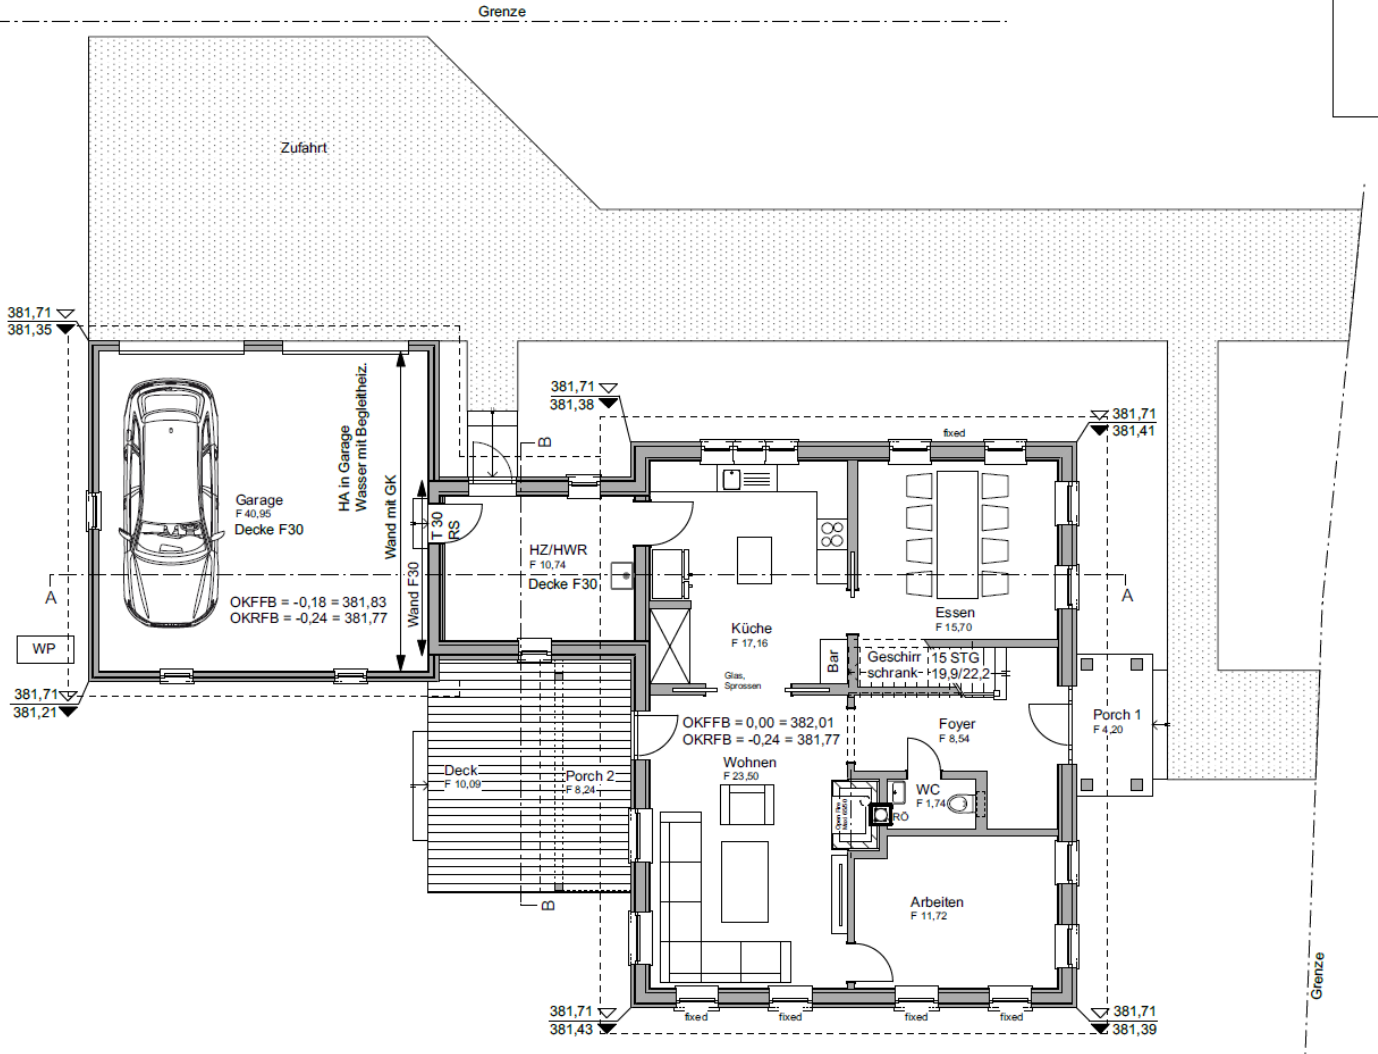 Grenze
Zufahrt
381,71
381,35
381,71
381,38
381,71
381,41
fixed
B
HA in Garage
Wasser mit Begleitheiz.
Wand mit GK
Garage
F 40,95
Decke F30
T 30
RS
Wand F30
HZ/HWR
F 10,74
Decke F30
A
A
OKFFB = -0,18 = 381,83
OKRFB = -0,24 = 381,77
WP
Küche
F 17,16
Essen
F 15,70
Bar
Geschirr
schrank
15 STG
19,9/22,2
Glas,
Sprossen
381,71
381,21
OKFFB = 0,00 = 382,01
OKRFB = -0,24 = 381,77
Wohnen
F 23,50
Foyer
F 8,54
Porch 1
F 4,20
Deck
F 10,09
Porch 2
F 8,24
WC
F 1,74
RÖ
Open Fire
B
Arbeiten
F 11,72
Grenze
381,71
381,43
fixed
fixed
fixed
fixed
381,71
381,39